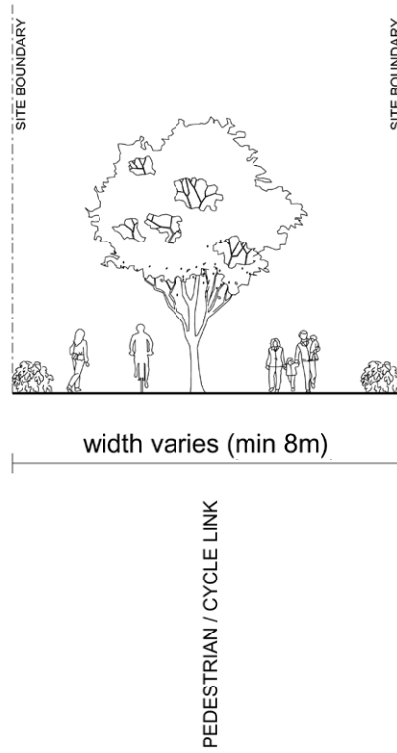 SITE BOUNDARY
SITE BOUNDARY
width varies (min 8m)
PEDESTRIAN / CYCLE LINK